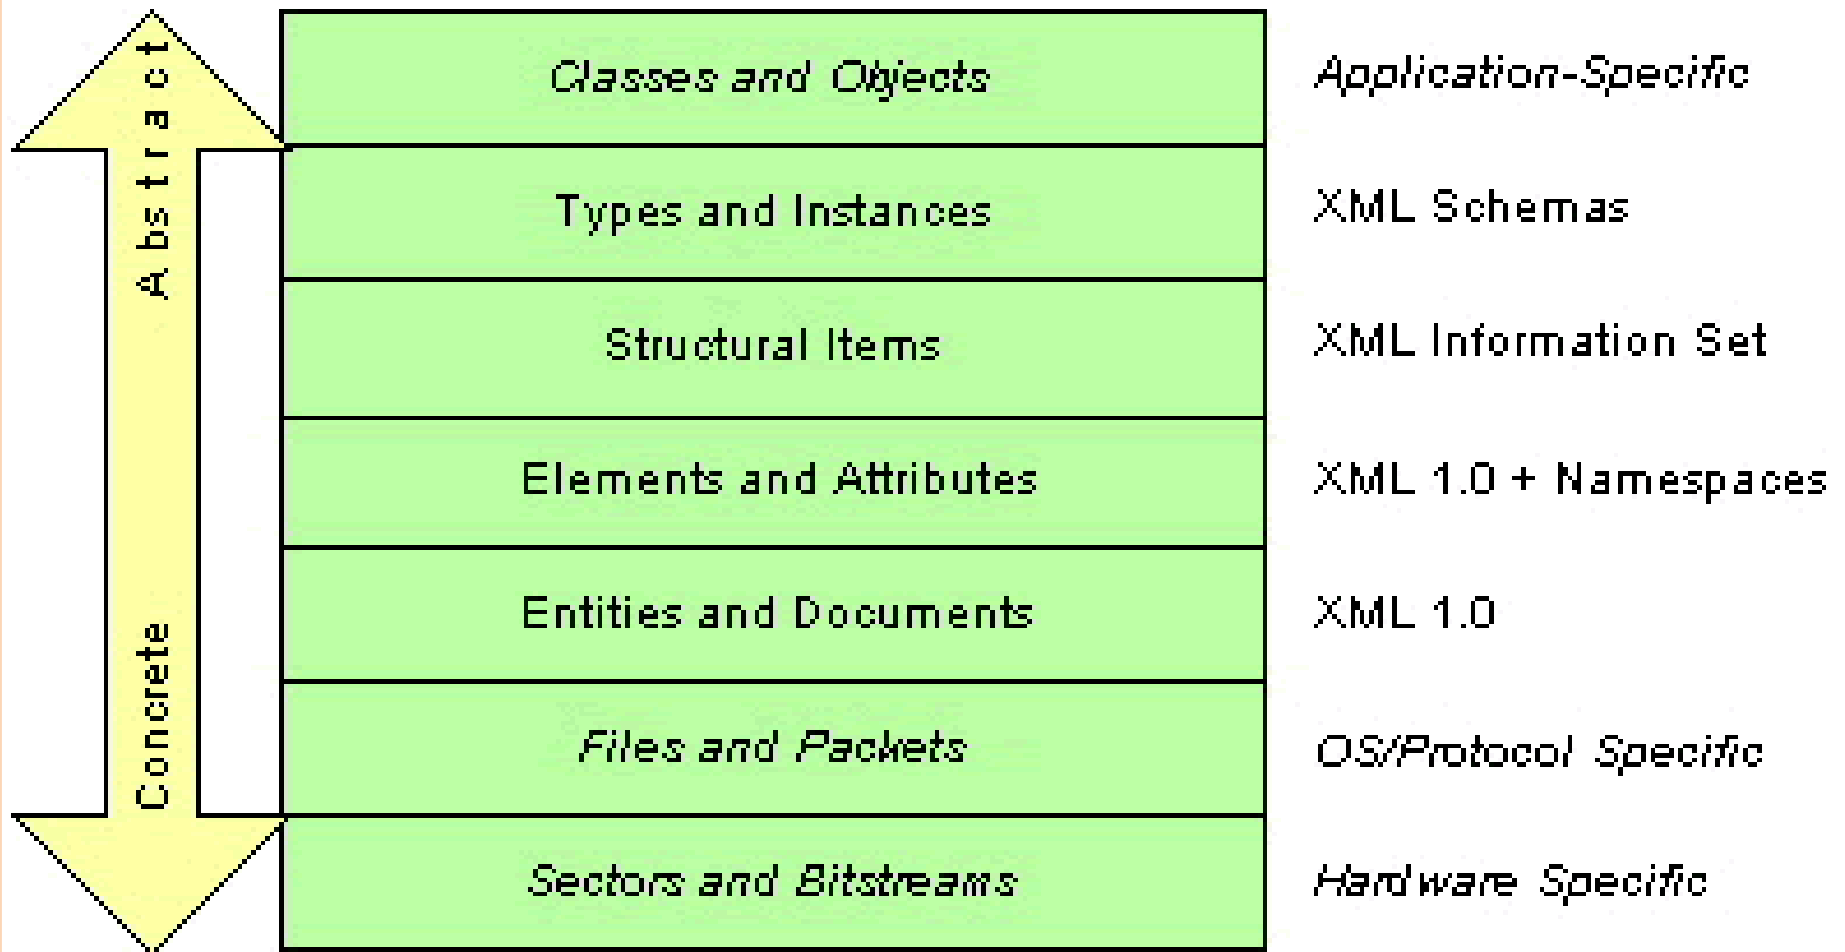 Abstract
Concrete
Classes and Objects
Application-Specific
Types and Instances
XML Schemas
Structural Items
XML Information Set
Elements and Attributes
XML 1.0 + Namespaces
Entities and Documents
XML 1.0
Files and Packets
OS/Protocol Specific
Sectors and Bitstreams
Hardware Specific